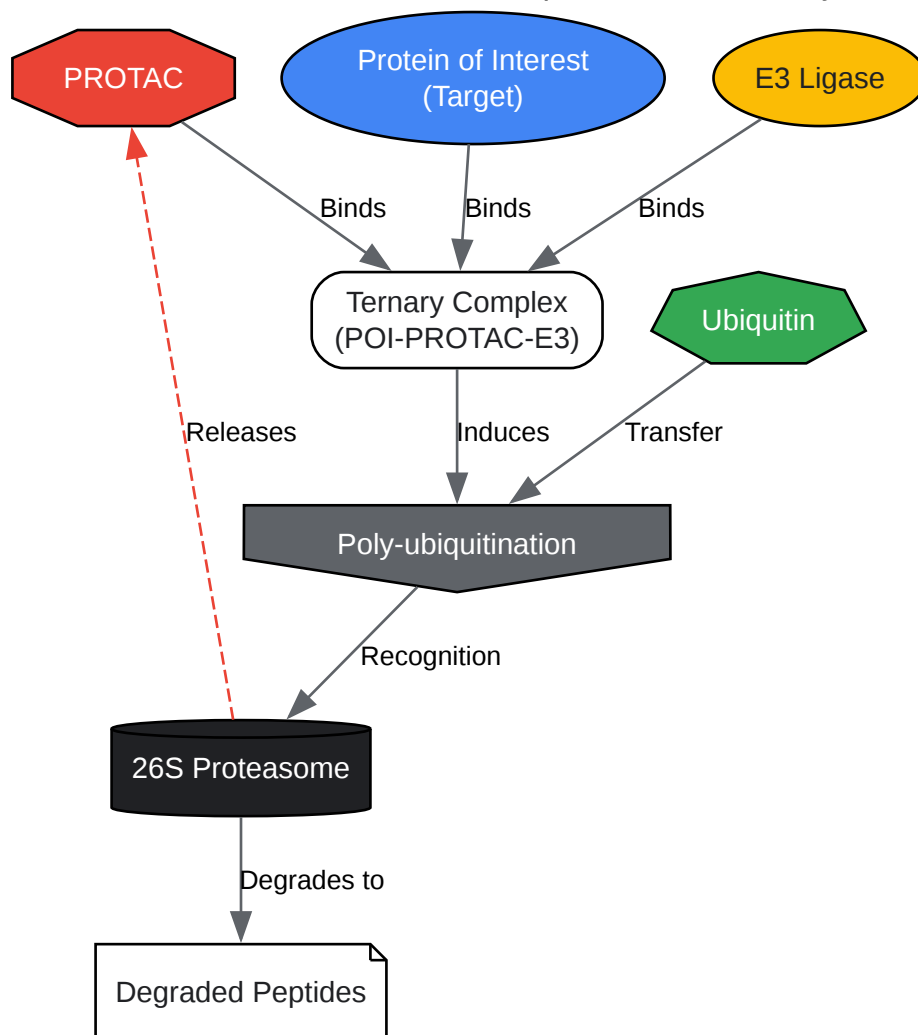 PROTAC
Protein of Interest
(Target)
E3 Ligase
Binds
Binds
Binds
Ternary Complex
(POI-PROTAC-E3)
Ubiquitin
Releases
Induces
Transfer
Poly-ubiquitination
Recognition
26S Proteasome
Degrades to
Degraded Peptides